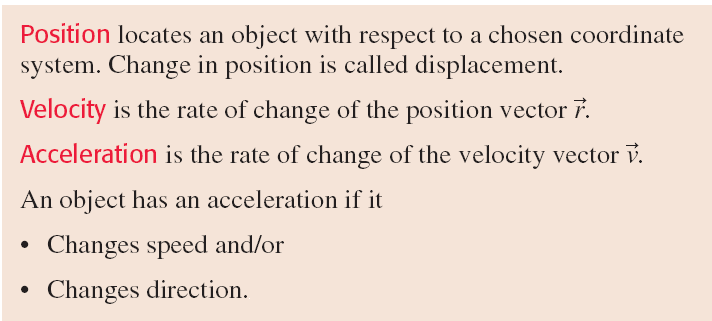 Position locates an object with respect to a chosen coordinate
system. Change in position is called displacement.
Velocity is the rate of change of the position vector r⃗.
Acceleration is the rate of change of the velocity vector v⃗.
An object has an acceleration if it
• Changes speed and/or
• Changes direction.